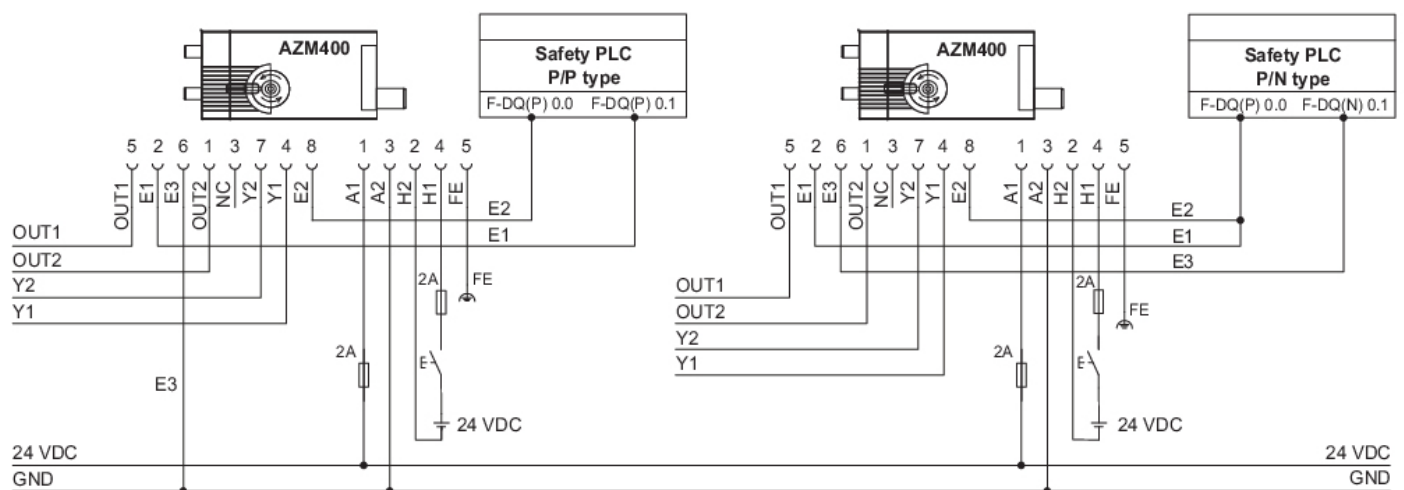 AZM400
Safety PLC
P/P type
F-DQ(P) 0.0 F-DQ(P) 0.1
5 2 6 1 3 7 4 8 1 3 2 4 5
OUT1 E1 E3 OUT2 NC Y2 Y1 E2 A1 A2 H2 H1 FE
E2
OUT1
E1
OUT2
2A
FE
Y2
Y1
2A
E
E3
24 VDC
AZM400
Safety PLC
P/N type
F-DQ(P) 0.0 F-DQ(N) 0.1
5 2 6 1 3 7 4 8 1 3 2 4 5
OUT1 E1 E3 OUT2 NC Y2 Y1 E2 A1 A2 H2 H1 FE
E2
E1
E3
OUT1
2A
FE
OUT2
Y2
2A
E
Y1
24 VDC
24 VDC 24 VDC
GND GND